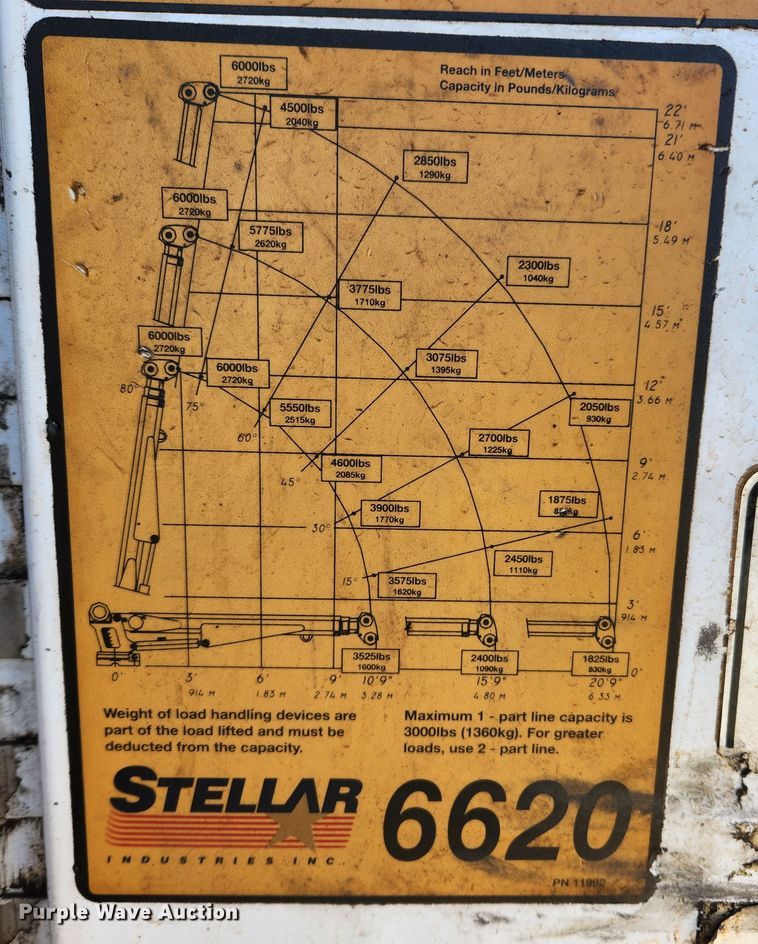 Reach in Feet/Meters
Capacity in Pounds/Kilograms
6000lbs
2720kg
4500lbs
2040kg
22'
6.71 M
21'
6.40 M
2850lbs
1290kg
6000lbs
2720kg
5775lbs
2620kg
18'
5.49 M
2300lbs
1040kg
3775lbs
1710kg
15'
4.57 M
6000lbs
2720kg
6000lbs
2720kg
3075lbs
1395kg
80°
75°
12'
3.66 M
5550lbs
2515kg
2050lbs
930kg
60°
2700lbs
1225kg
4600lbs
2085kg
45°
9'
2.74 M
3900lbs
1770kg
1875lbs
30°
6'
1.83 M
2450lbs
1110kg
15°
3575lbs
1620kg
3'
914 M
3525lbs
1600kg
2400lbs
1090kg
1825lbs
830kg
0'
0' 3' 6' 9' 10'9" 15'9" 20'9"
914 M 1.83 M 2.74 M 3.28 M 4.80 M 6.33 M
Weight of load handling devices are
part of the load lifted and must be
deducted from the capacity.
Maximum 1 - part line capacity is
3000lbs (1360kg). For greater
loads, use 2 - part line.
STELLAR
INDUSTRIES INC.
6620
PN 11992
Purple Wave Auction